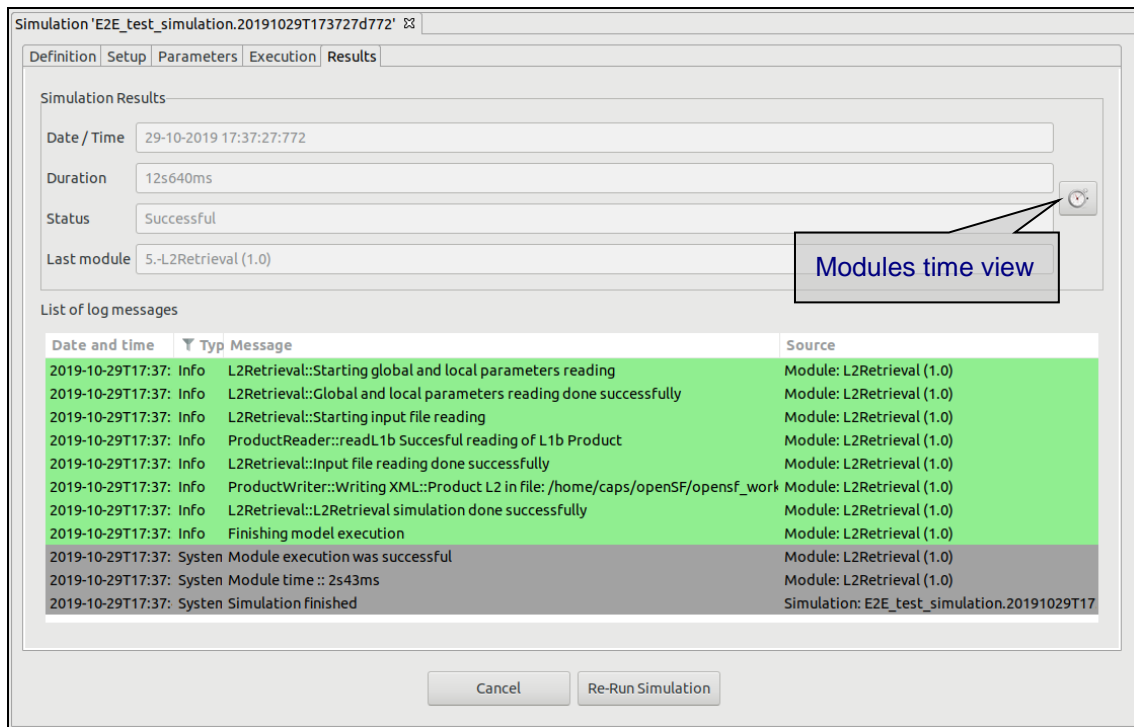 Simulation 'E2E_test_simulation.20191029T173727d772'
Definition Setup Parameters Execution Results
Simulation Results
Date / Time 29-10-2019 17:37:27:772
Duration 12s640ms
Status Successful
Last module 5.-L2Retrieval (1.0)
Modules time view
List of log messages
Date and time Typ Message Source
2019-10-29T17:37: Info L2Retrieval::Starting global and local parameters reading Module: L2Retrieval (1.0)
2019-10-29T17:37: Info L2Retrieval::Global and local parameters reading done successfully Module: L2Retrieval (1.0)
2019-10-29T17:37: Info L2Retrieval::Starting input file reading Module: L2Retrieval (1.0)
2019-10-29T17:37: Info ProductReader::readL1b Succesful reading of L1b Product Module: L2Retrieval (1.0)
2019-10-29T17:37: Info L2Retrieval::Input file reading done successfully Module: L2Retrieval (1.0)
2019-10-29T17:37: Info ProductWriter::Writing XML::Product L2 in file: /home/caps/openSF/opensf_work Module: L2Retrieval (1.0)
2019-10-29T17:37: Info L2Retrieval::L2Retrieval simulation done successfully Module: L2Retrieval (1.0)
2019-10-29T17:37: Info Finishing model execution Module: L2Retrieval (1.0)
2019-10-29T17:37: System Module execution was successful Module: L2Retrieval (1.0)
2019-10-29T17:37: System Module time :: 2s43ms Module: L2Retrieval (1.0)
2019-10-29T17:37: System Simulation finished Simulation: E2E_test_simulation.20191029T17
Cancel Re-Run Simulation